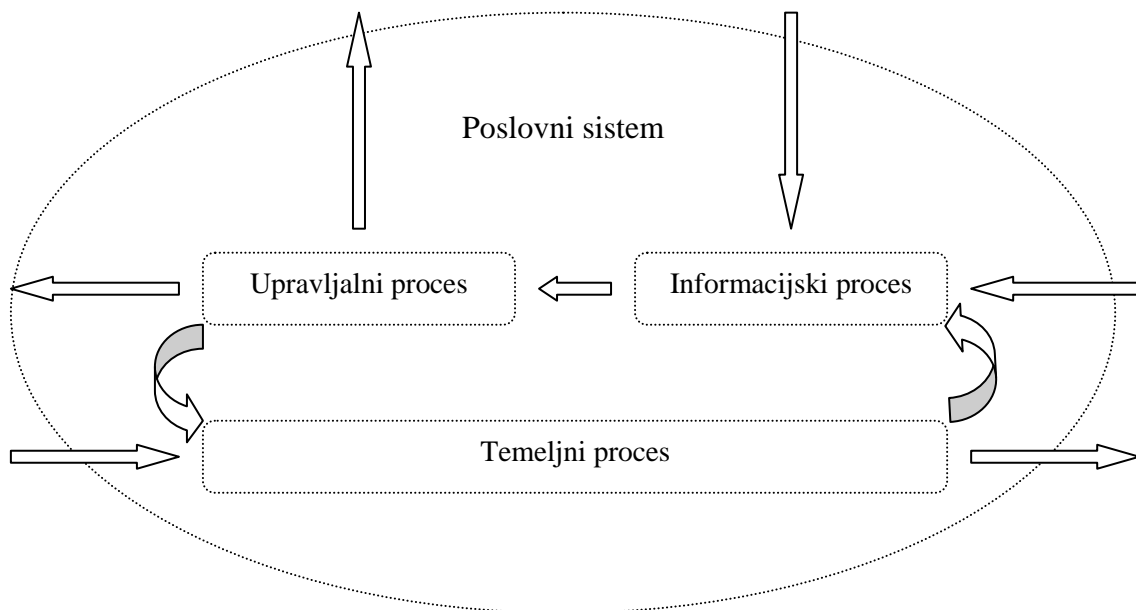 Poslovni sistem
Upravljalni proces
Informacijski proces
Temeljni proces